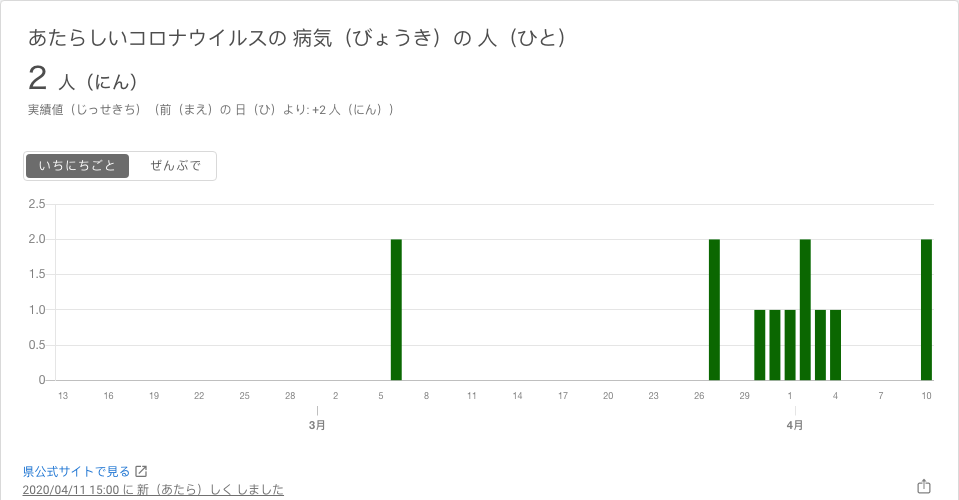 あたらしいコロナウイルスの 病気（びょうき）の 人（ひと）
2 人（にん）
実績値（じっせきち）（前（まえ）の 日（ひ）より: +2 人（にん））
いちにちごと ぜんぶで
2.5
2.0
1.5
1.0
0.5
0
13 16 19 22 25 28 2 5 8 11 14 17 20 23 26 29 1 4 7 10
3月 4月
県公式サイトで見る
2020/04/11 15:00 に 新（あたら）しく しました